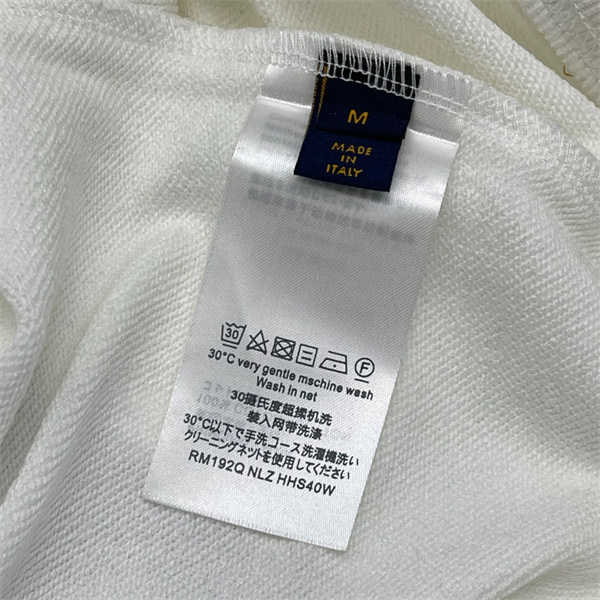 M
MADE
IN
ITALY
30
F
30°C very gentle mschine wash
Wash in net
30摄氏度超揉机洗
装入网带洗涤
30℃以下で手洗コース洗濯機洗い
クリーニングネットを使用してください
RM192Q NLZ HHS40W